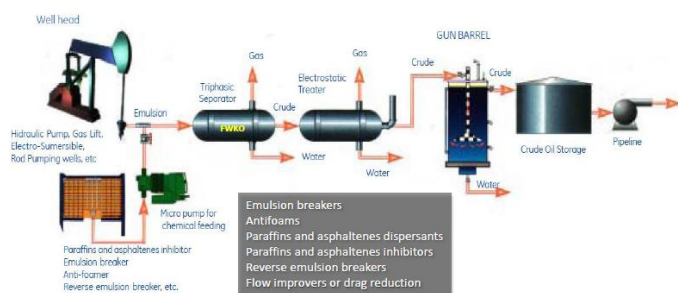 Well head
Hidraulic Pump, Gas Lift,
Electro-Sumersible,
Rod Pumping wells, etc
Emulsion
Micro pump for
chemical feeding
Paraffins and asphaltenes inhibitor
Emulsion breaker
Anti-foamer
Reverse emulsion breaker, etc.
Gas
Triphasic
Separator
FWKO
Crude
Water
Gas
Electrostatic
Treater
Water
Crude
GUN BARREL
Crude
Water
Crude Oil Storage
Pipeline
Emulsion breakers
Antifoams
Paraffins and asphaltenes dispersants
Paraffins and asphaltenes inhibitors
Reverse emulsion breakers
Flow improvers or drag reduction